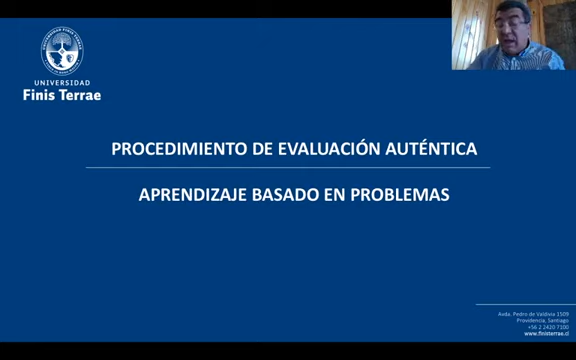 UNIVERSIDAD
Finis Terrae
PROCEDIMIENTO DE EVALUACIÓN AUTÉNTICA
APRENDIZAJE BASADO EN PROBLEMAS
Avda. Pedro de Valdivia 1509
Providencia, Santiago
+56 2 2420 7100
www.finisterrae.cl